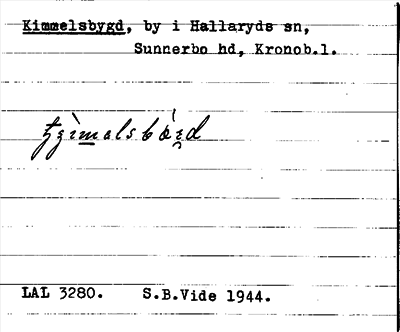 Kimmelsbygd, by i Hallaryds sn,
Sunnerbo hd, Kronob.l.
LAL 3280. S.B.Vide 1944.